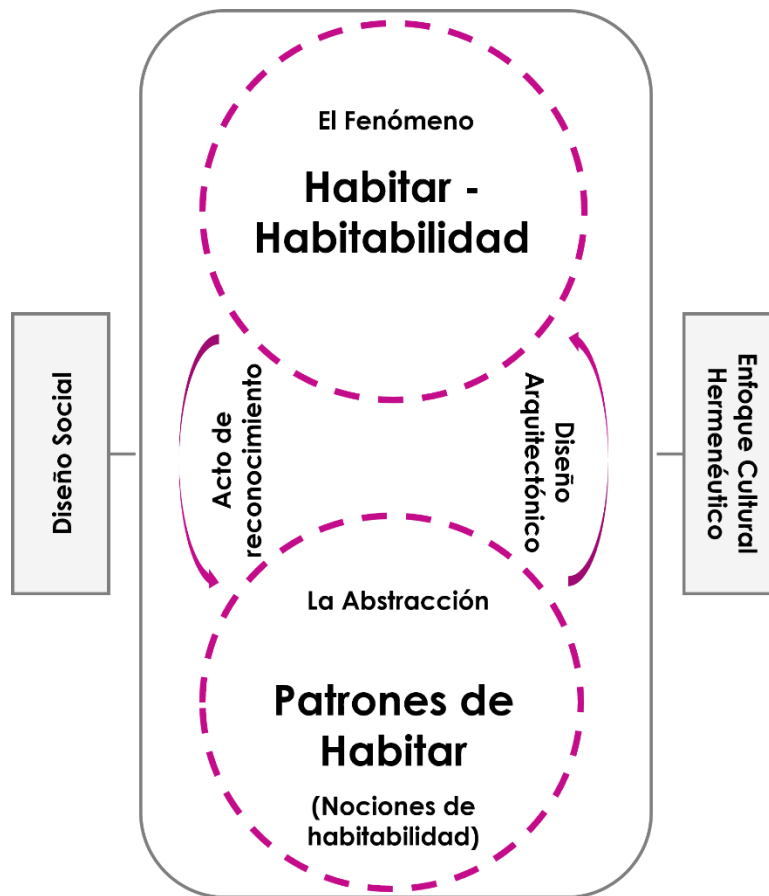 El Fenómeno
Habitar -
Habitabilidad
Diseño Social
Acto de
reconocimiento
Diseño
Arquitectónico
Enfoque Cultural
Hermenéutico
La Abstracción
Patrones de
Habitar
(Nociones de
habitabilidad)